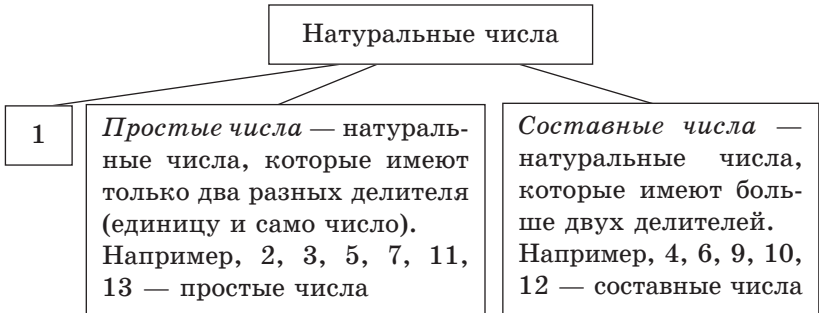 Натуральные числа
1
Простые числа — натураль-
ные числа, которые имеют
только два разных делителя
(единицу и само число).
Например, 2, 3, 5, 7, 11,
13 — простые числа
Составные числа —
натуральные числа,
которые имеют боль-
ше двух делителей.
Например, 4, 6, 9, 10,
12 — составные числа